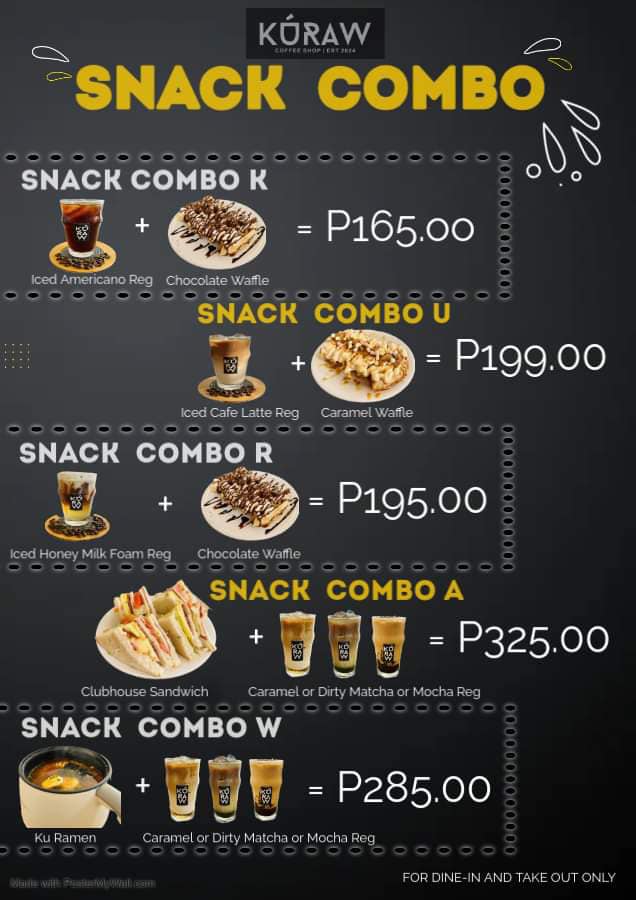 KÚRAW
COFFEE SHOP | EST 2024
SNACK COMBO
SNACK COMBO K
+ = P165.00
Iced Americano Reg Chocolate Waffle
SNACK COMBO U
+ = P199.00
Iced Cafe Latte Reg Caramel Waffle
SNACK COMBO R
+ = P195.00
Iced Honey Milk Foam Reg Chocolate Waffle
SNACK COMBO A
+ = P325.00
Clubhouse Sandwich Caramel or Dirty Matcha or Mocha Reg
SNACK COMBO W
+ = P285.00
Ku Ramen Caramel or Dirty Matcha or Mocha Reg
FOR DINE-IN AND TAKE OUT ONLY
Made with PosterMyWall.com